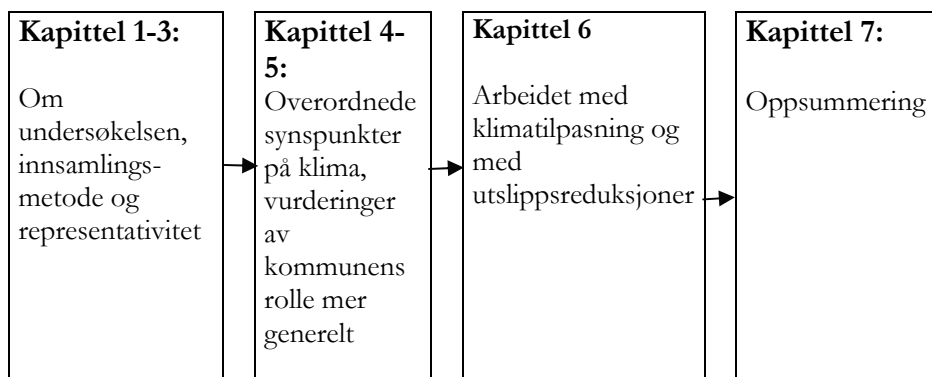 Kapittel 1-3:
Om
undersøkelsen,
innsamlings-
metode og
representativitet
Kapittel 4-
5:
Overordnede
synspunkter
på klima,
vurderinger
av
kommunens
rolle mer
generelt
Kapittel 6
Arbeidet med
klimatilpasning og
med
utslippsreduksjoner
Kapittel 7:
Oppsummering